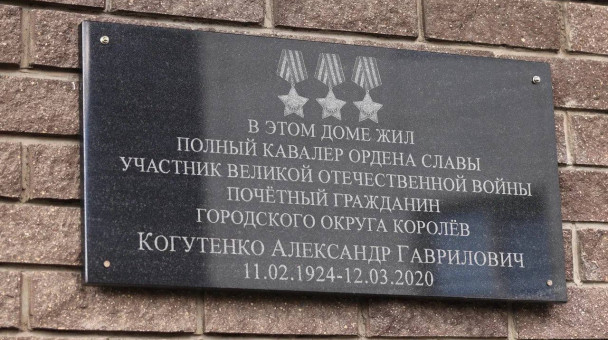 В ЭТОМ ДОМЕ ЖИЛ
ПОЛНЫЙ КАВАЛЕР ОРДЕНА СЛАВЫ
УЧАСТНИК ВЕЛИКОЙ ОТЕЧЕСТВЕННОЙ ВОЙНЫ
ПОЧЁТНЫЙ ГРАЖДАНИН
ГОРОДСКОГО ОКРУГА КОРОЛЁВ
КОГУТЕНКО АЛЕКСАНДР ГАВРИЛОВИЧ
11.02.1924-12.03.2020